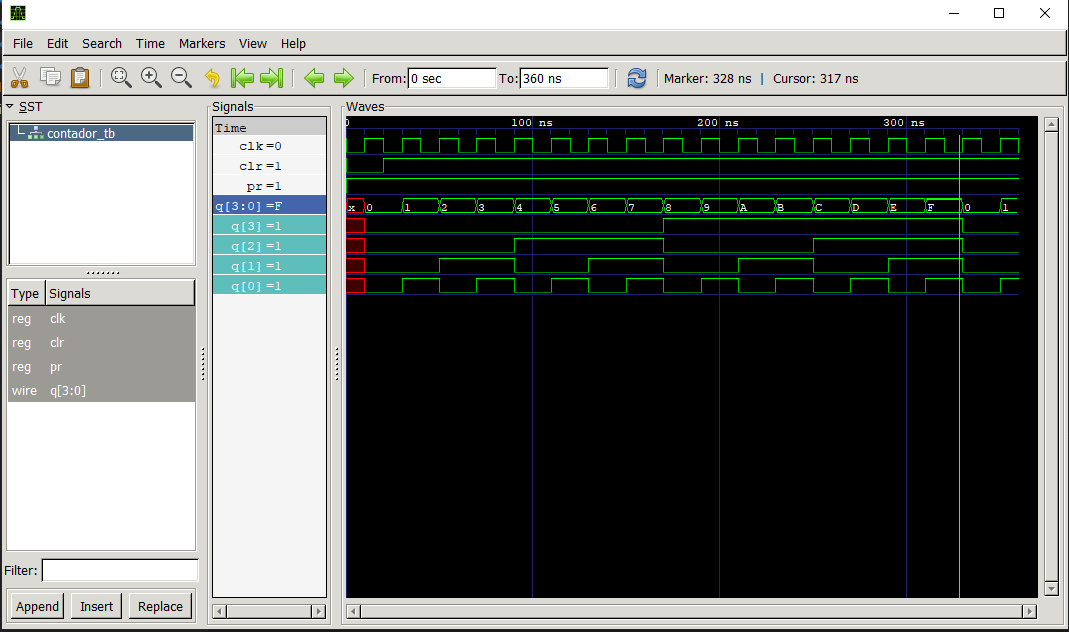 File Edit Search Time Markers View Help
From: 0 sec To: 360 ns Marker: 328 ns | Cursor: 317 ns
SST
contador_tb
Type Signals
reg clk
reg clr
reg pr
wire q[3:0]
Filter:
Append Insert Replace
Signals
Time
clk=0
clr=1
pr=1
q[3:0]=F
q[3]=1
q[2]=1
q[1]=1
q[0]=1
Waves
0 100 ns 200 ns 300 ns
x 0 1 2 3 4 5 6 7 8 9 A B C D E F 0 1